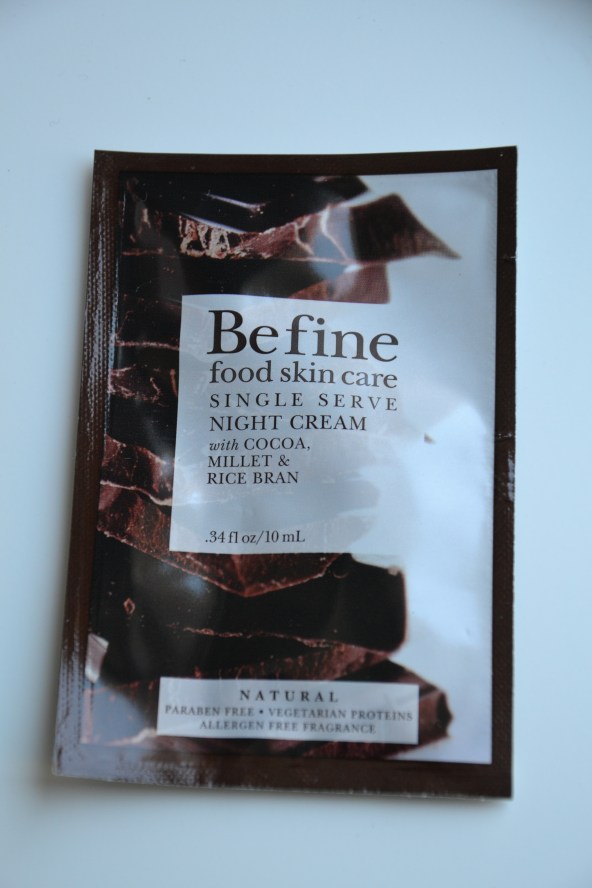 Befine
food skin care
SINGLE SERVE
NIGHT CREAM
with COCOA,
MILLET &
RICE BRAN
.34 fl oz/10 mL
NATURAL
PARABEN FREE • VEGETARIAN PROTEINS
ALLERGEN FREE FRAGRANCE